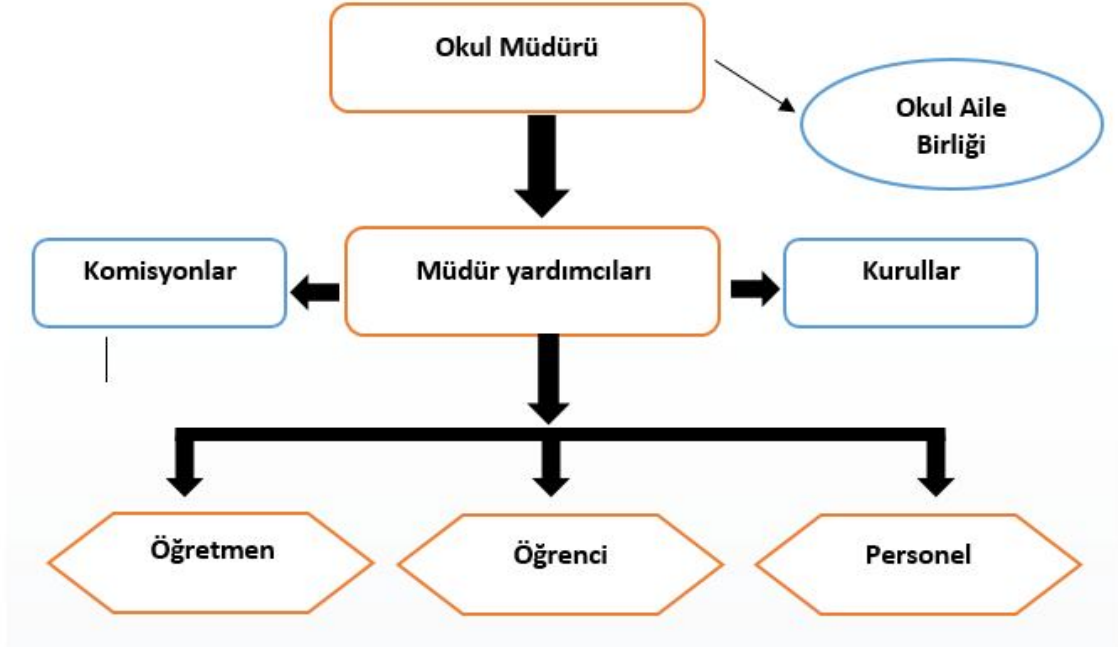 Okul Müdürü
Okul Aile
Birliği
Komisyonlar
Müdür yardımcıları
Kurullar
Öğretmen
Öğrenci
Personel